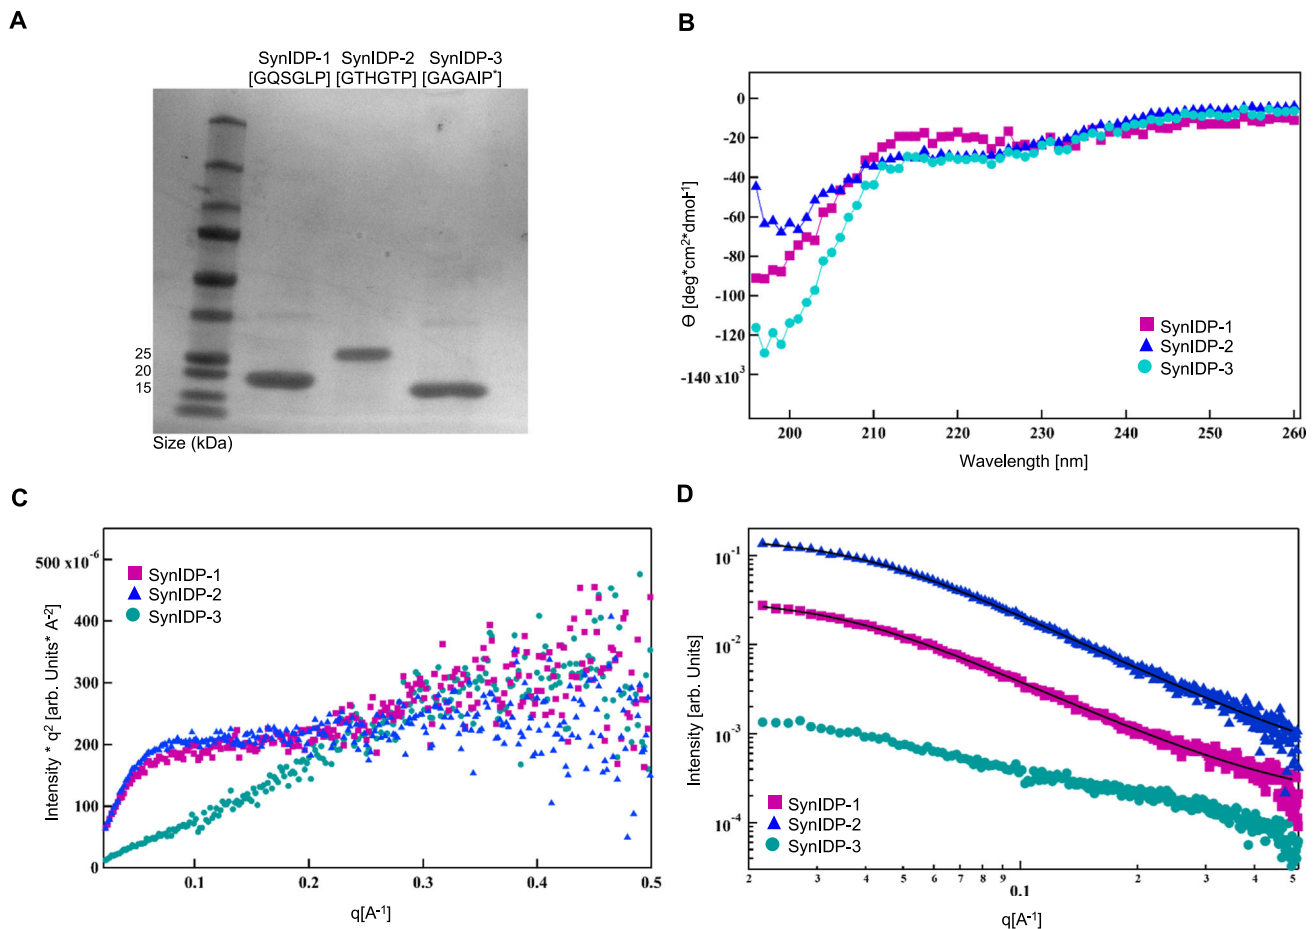 A
SynIDP-1 SynIDP-2 SynIDP-3
[GQSGLP] [GTHGTP] [GAGAIP*]
25
20
15
Size (kDa)
B
0
-20
-40
-60
-80
-100
-120
-140 x10³
Θ [deg*cm²*dmol⁻¹]
SynIDP-1
SynIDP-2
SynIDP-3
200 210 220 230 240 250 260
Wavelength [nm]
C
500 x10⁻⁶
400
300
200
100
0
Intensity * q² [arb. Units* A⁻²]
SynIDP-1
SynIDP-2
SynIDP-3
0.1 0.2 0.3 0.4 0.5
q[A⁻¹]
D
10⁻¹
10⁻²
10⁻³
10⁻⁴
Intensity [arb. Units]
SynIDP-1
SynIDP-2
SynIDP-3
2 3 4 5 6 7 8 9 0.1 2 3 4 5
q[A⁻¹]